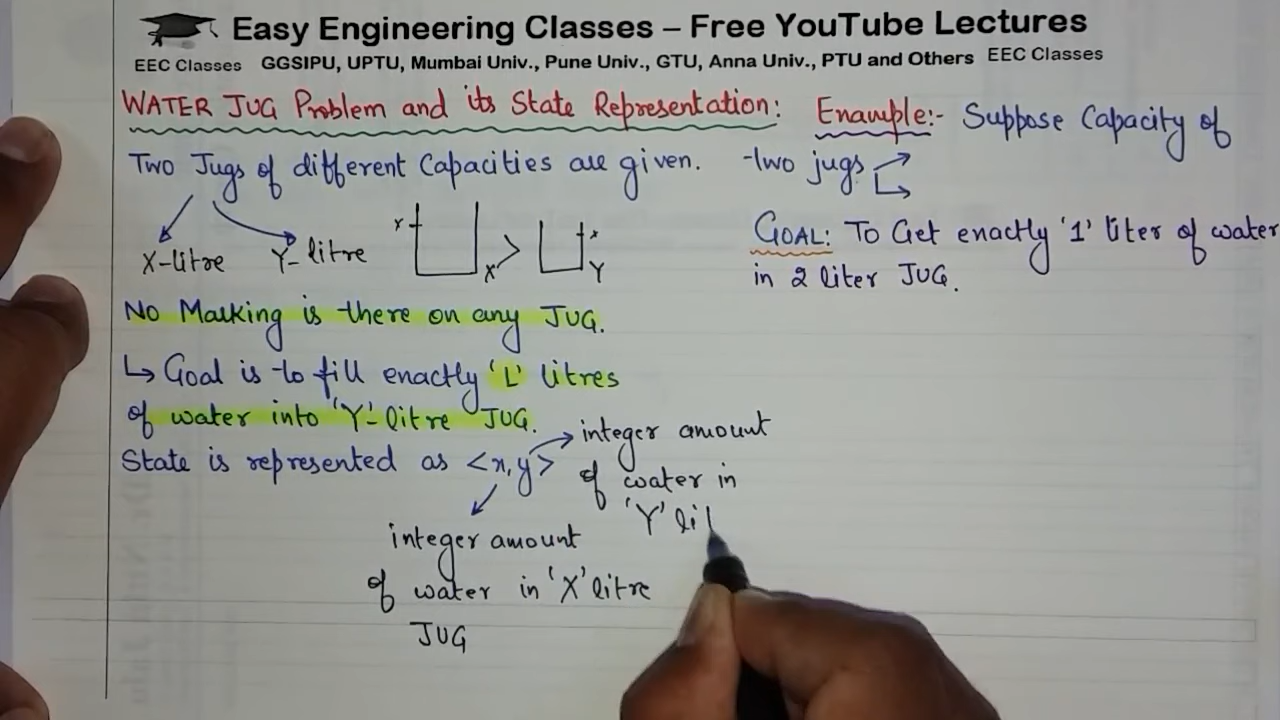 Easy Engineering Classes – Free YouTube Lectures
EEC Classes GGSIPU, UPTU, Mumbai Univ., Pune Univ., GTU, Anna Univ., PTU and Others EEC Classes
WATER JUG Problem and its State Representation:
Two Jugs of different Capacities are given.
X-litre Y-litre
x X > x Y
No Marking is there on any JUG.
↳ Goal is to fill exactly 'L' litres
of water into 'Y'-litre JUG.
State is represented as <x,y>
integer amount
of water in
'Y' lit
integer amount
of water in 'X' litre
JUG
Example:- Suppose Capacity of
two jugs
GOAL: To Get exactly '1' liter of water
in 2 liter JUG.